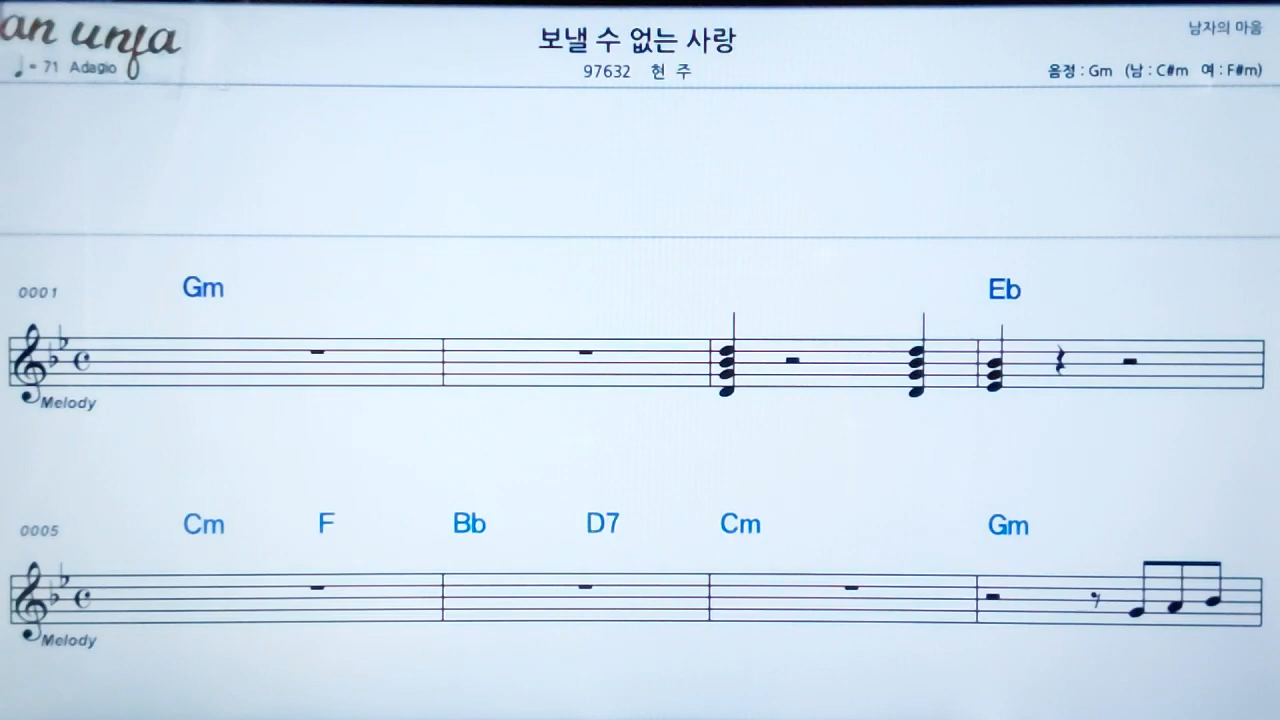 an unja
보낼 수 없는 사랑
남자의 마음
♩ = 71 Adagio
97632 현 주
음정 : Gm (남 : C#m 여 : F#m)
0001
Gm Eb
Melody
0005
Cm F Bb D7 Cm Gm
Melody